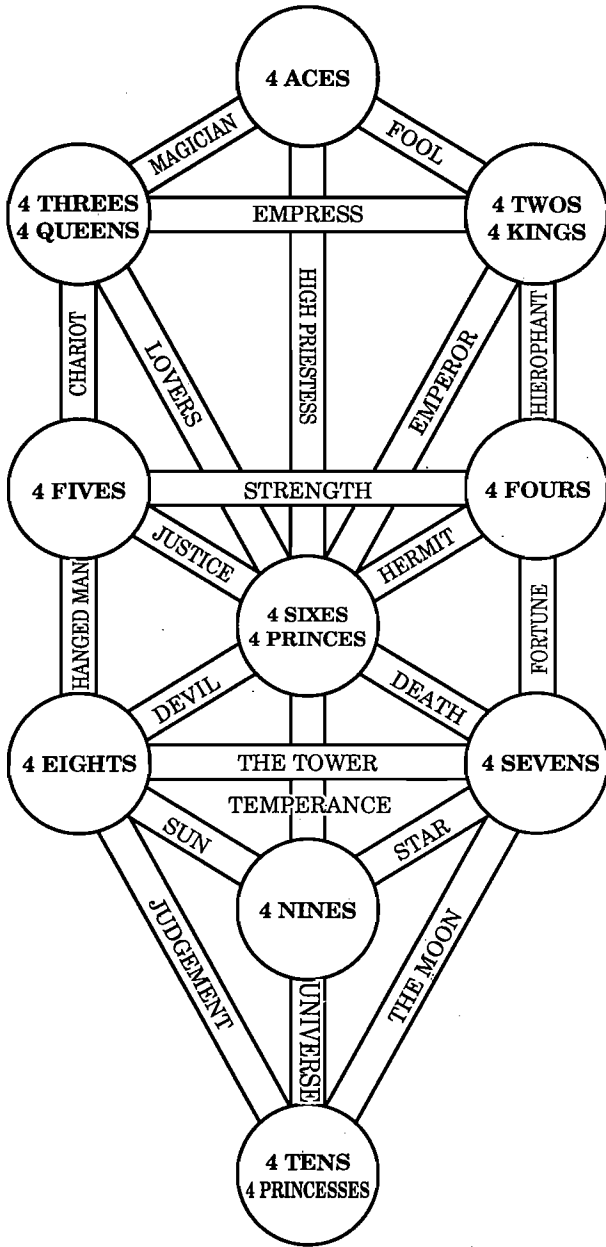 4 ACES
MAGICIAN
FOOL
4 THREES
4 QUEENS
EMPRESS
4 TWOS
4 KINGS
CHARIOT
LOVERS
HIGH PRIESTESS
EMPEROR
HIEROPHANT
4 FIVES
STRENGTH
4 FOURS
JUSTICE
HERMIT
4 SIXES
4 PRINCES
HANGED MAN
FORTUNE
DEVIL
DEATH
4 EIGHTS
THE TOWER
4 SEVENS
TEMPERANCE
SUN
STAR
4 NINES
JUDGEMENT
UNIVERSE
THE MOON
4 TENS
4 PRINCESSES